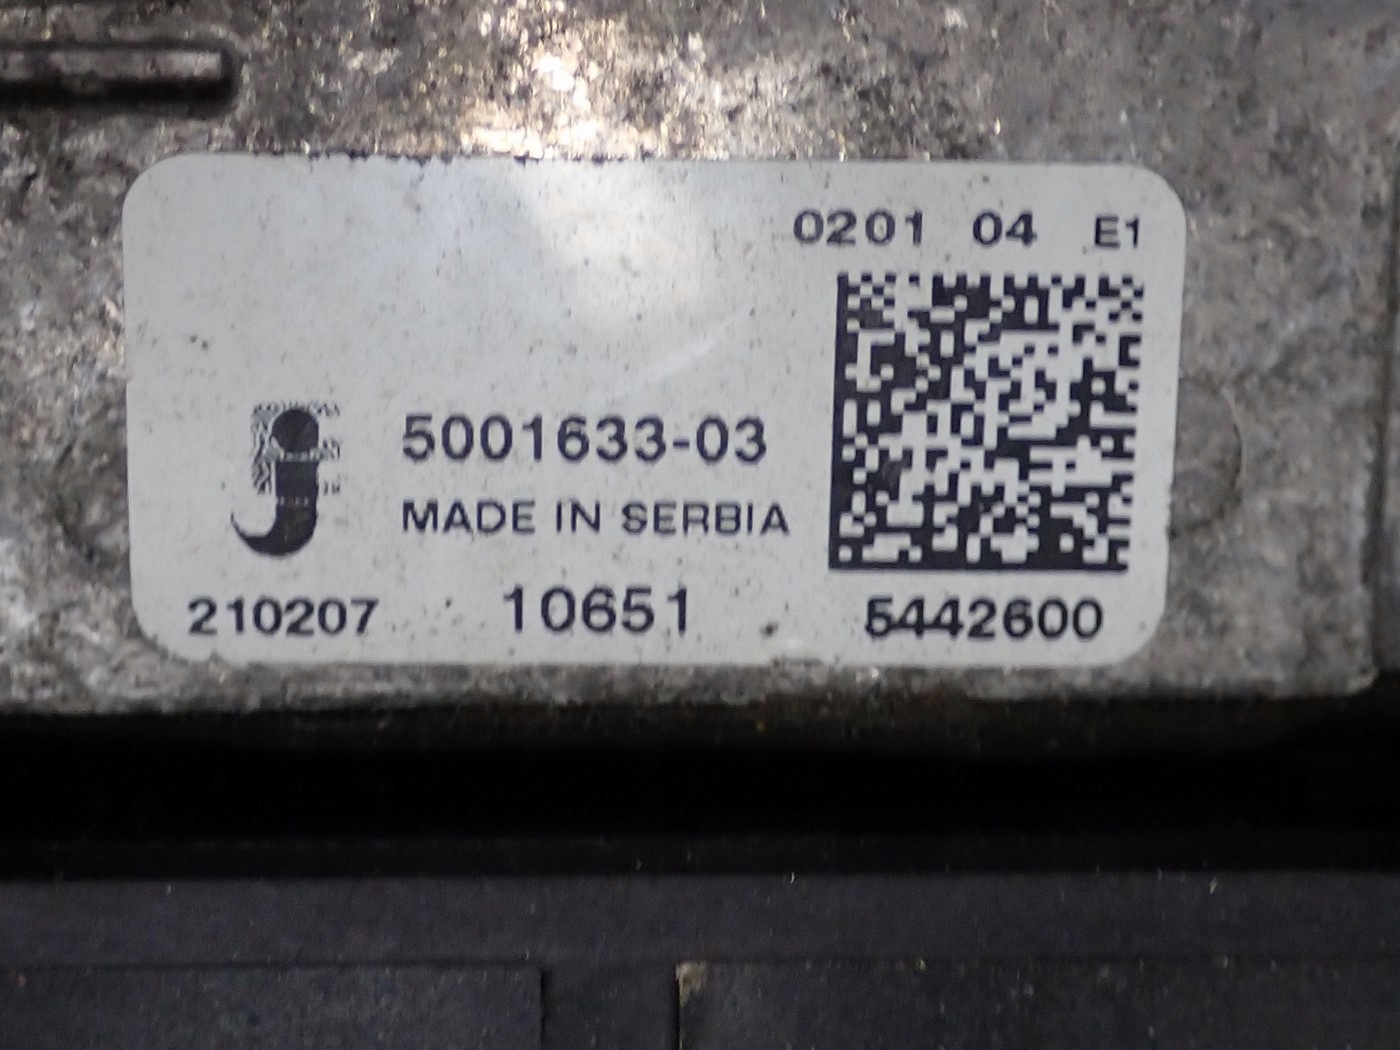 0201 04 E1
5001633-03
MADE IN SERBIA
210207 10651 5442600